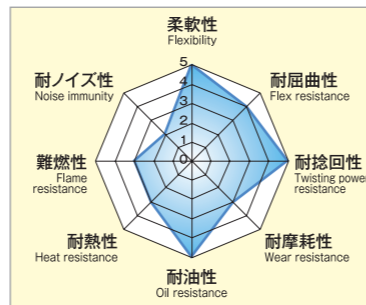 柔軟性
Flexibility
耐ノイズ性
Noise immunity
耐屈曲性
Flex resistance
5
4
3
2
1
0
難燃性
Flame
resistance
耐捻回性
Twisting power
resistance
耐熱性
Heat resistance
耐摩耗性
Wear resistance
耐油性
Oil resistance